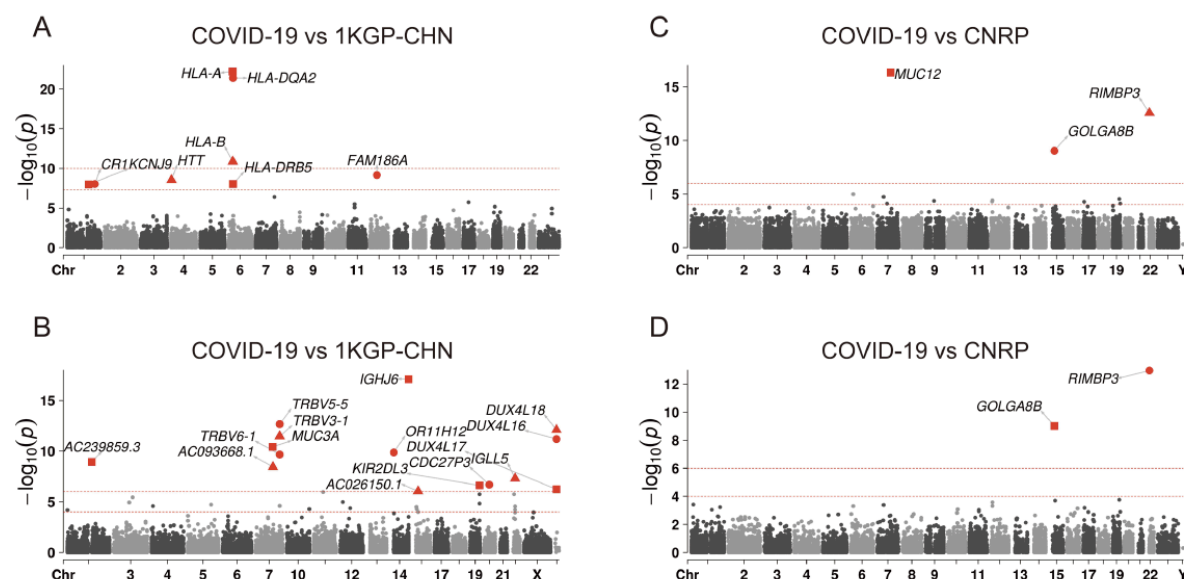 A
COVID-19 vs 1KGP-CHN
−log10(p)
20
15
10
5
0
HLA-A
HLA-DQA2
HLA-B
CR1KCNJ9
HTT
HLA-DRB5
FAM186A
Chr 2 3 4 5 6 7 8 9 11 13 15 17 19 22
C
COVID-19 vs CNRP
−log10(p)
15
10
5
0
MUC12
RIMBP3
GOLGA8B
Chr 2 3 4 5 6 7 8 9 11 13 15 17 19 22 Y
B
COVID-19 vs 1KGP-CHN
−log10(p)
15
10
5
0
IGHJ6
TRBV5-5
TRBV3-1
TRBV6-1
MUC3A
AC239859.3
AC093668.1
OR11H12
DUX4L18
DUX4L16
DUX4L17
KIR2DL3
CDC27P3
IGLL5
AC026150.1
Chr 3 4 5 6 7 10 12 14 16 19 21 X
D
COVID-19 vs CNRP
−log10(p)
12
10
8
6
4
2
0
RIMBP3
GOLGA8B
Chr 2 3 4 5 6 7 8 9 11 13 15 17 19 22 Y